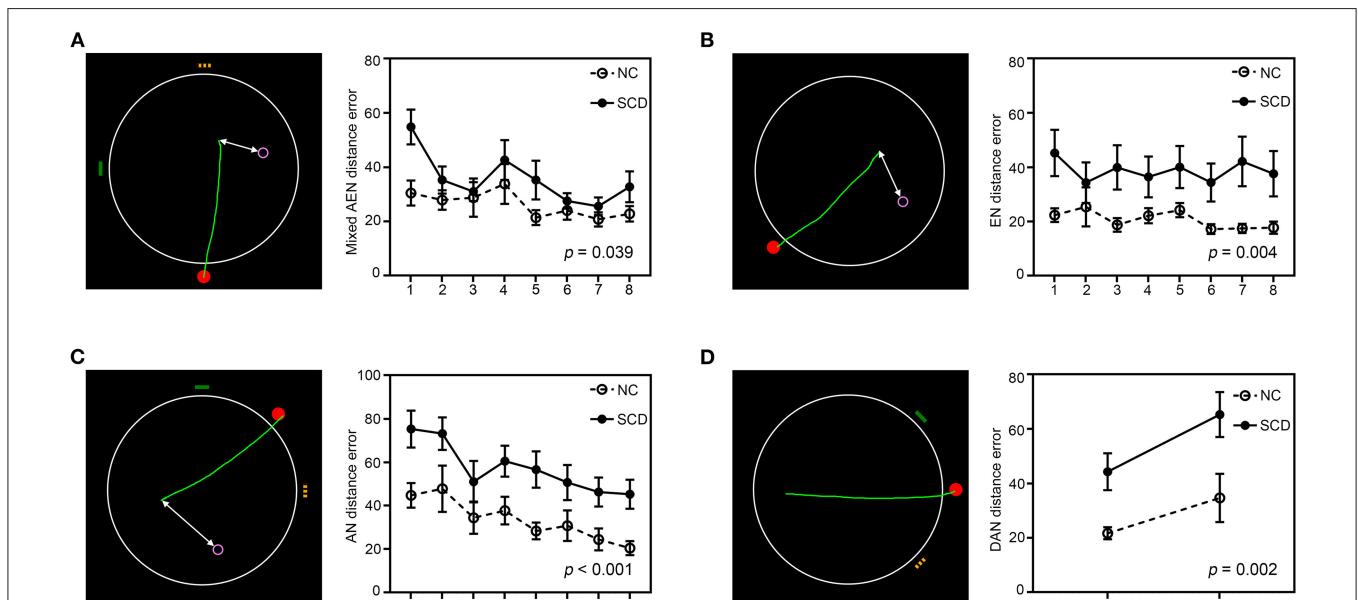 A
80
60
40
20
0
Mixed AEN distance error
NC
SCD
p = 0.039
1 2 3 4 5 6 7 8
B
80
60
40
20
0
EN distance error
NC
SCD
p = 0.004
1 2 3 4 5 6 7 8
C
100
80
60
40
20
0
AN distance error
NC
SCD
p < 0.001
D
80
60
40
20
0
DAN distance error
NC
SCD
p = 0.002